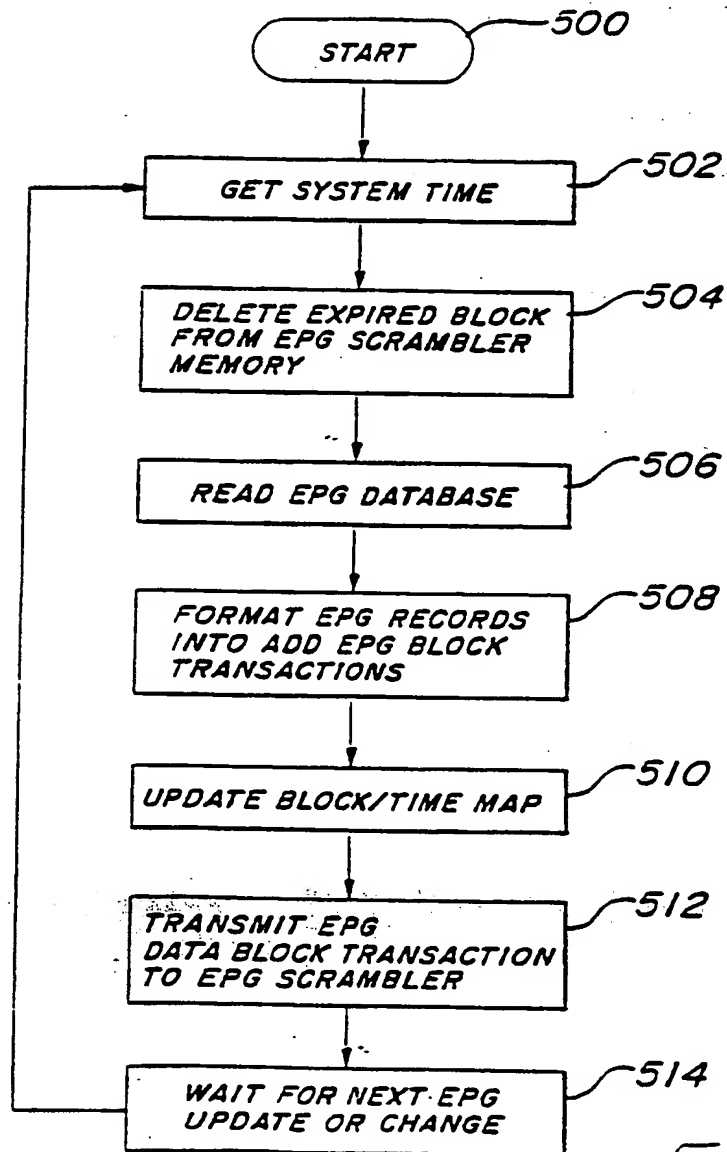 500
START
502
GET SYSTEM TIME
504
DELETE EXPIRED BLOCK
FROM EPG SCRAMBLER
MEMORY
506
READ EPG DATABASE
508
FORMAT EPG RECORDS
INTO ADD EPG BLOCK
TRANSACTIONS
510
UPDATE BLOCK/TIME MAP
512
TRANSMIT EPG
DATA BLOCK TRANSACTION
TO EPG SCRAMBLER
514
WAIT FOR NEXT EPG
UPDATE OR CHANGE